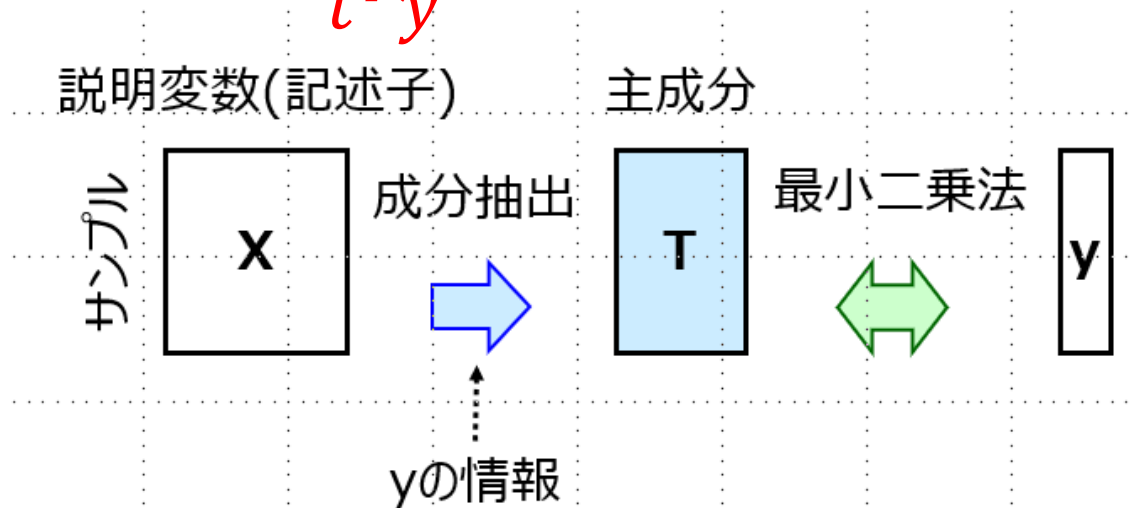 説明変数(記述子)
主成分
サンプル
X
成分抽出
T
最小二乗法
y
yの情報